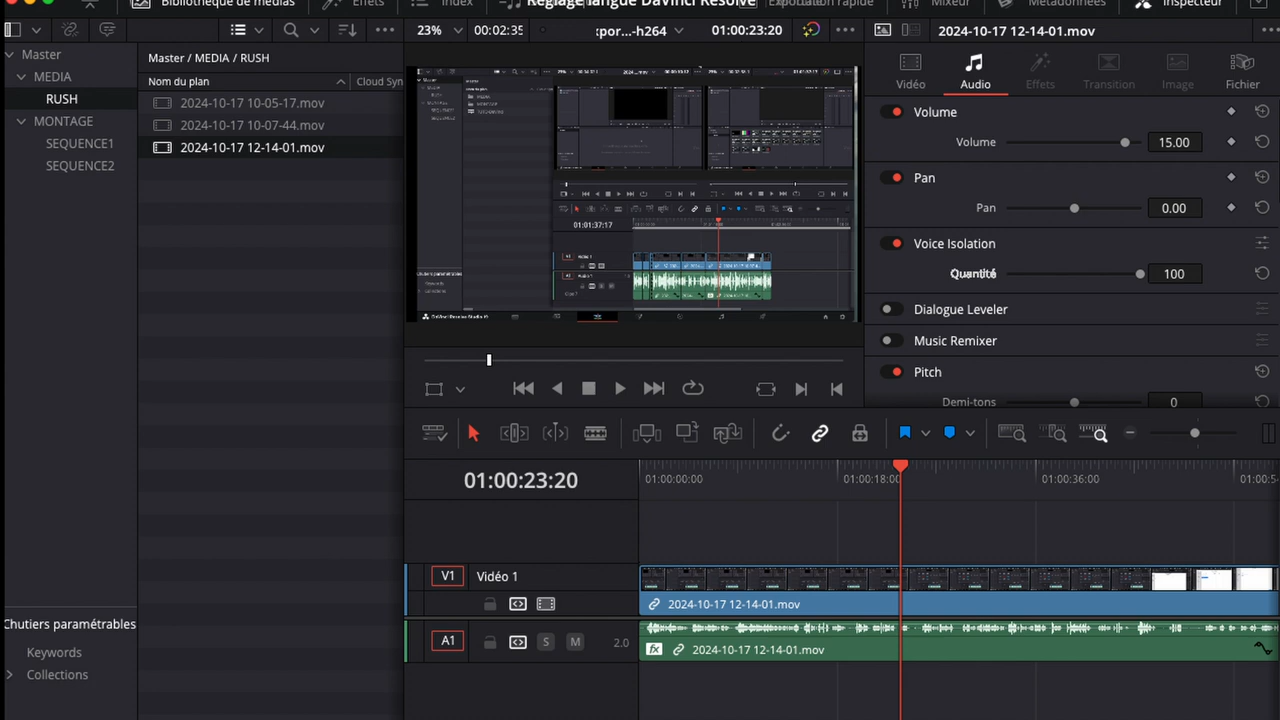 Bibliothèque de médias
Effets
Index
Réglage langue DaVinci Resolve
Exportation rapide
Mixeur
Métadonnées
Inspecteur
23%
00:02:35
:por...-h264
01:00:23:20
2024-10-17 12-14-01.mov
Master
MEDIA
RUSH
MONTAGE
SEQUENCE1
SEQUENCE2
Master / MEDIA / RUSH
Nom du plan
Cloud Syn
2024-10-17 10-05-17.mov
2024-10-17 10-07-44.mov
2024-10-17 12-14-01.mov
01:01:37:17
Vidéo
Audio
Effets
Transition
Image
Fichier
Volume
Volume 15.00
Pan
Pan 0.00
Voice Isolation
Quantité 100
Dialogue Leveler
Music Remixer
Pitch
Demi-tons 0
01:00:23:20
01:00:00:00
01:00:18:00
01:00:36:00
01:00:54
V1 Vidéo 1
2024-10-17 12-14-01.mov
A1 S M 2.0
fx 2024-10-17 12-14-01.mov
Chutiers paramétrables
Keywords
Collections